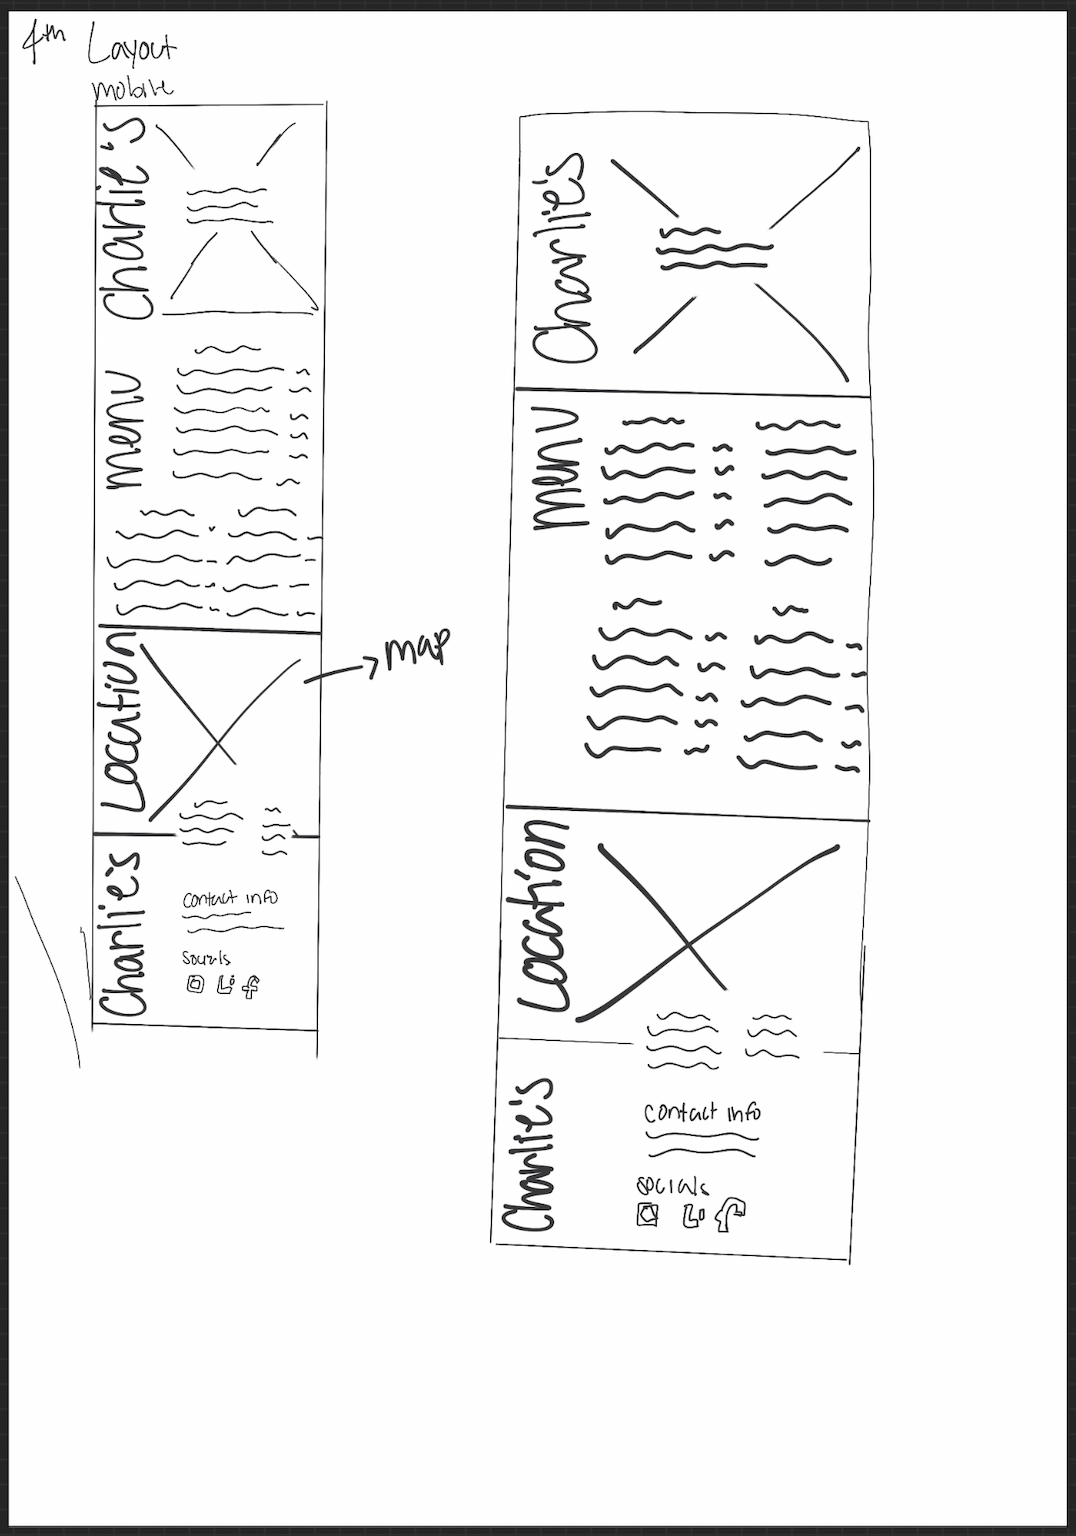 4th Layout
mobile
Charlie's
menu
Location
map
Charlie's
contact info
Socials
Charlie's
menu
Location
Charlie's
contact info
socials